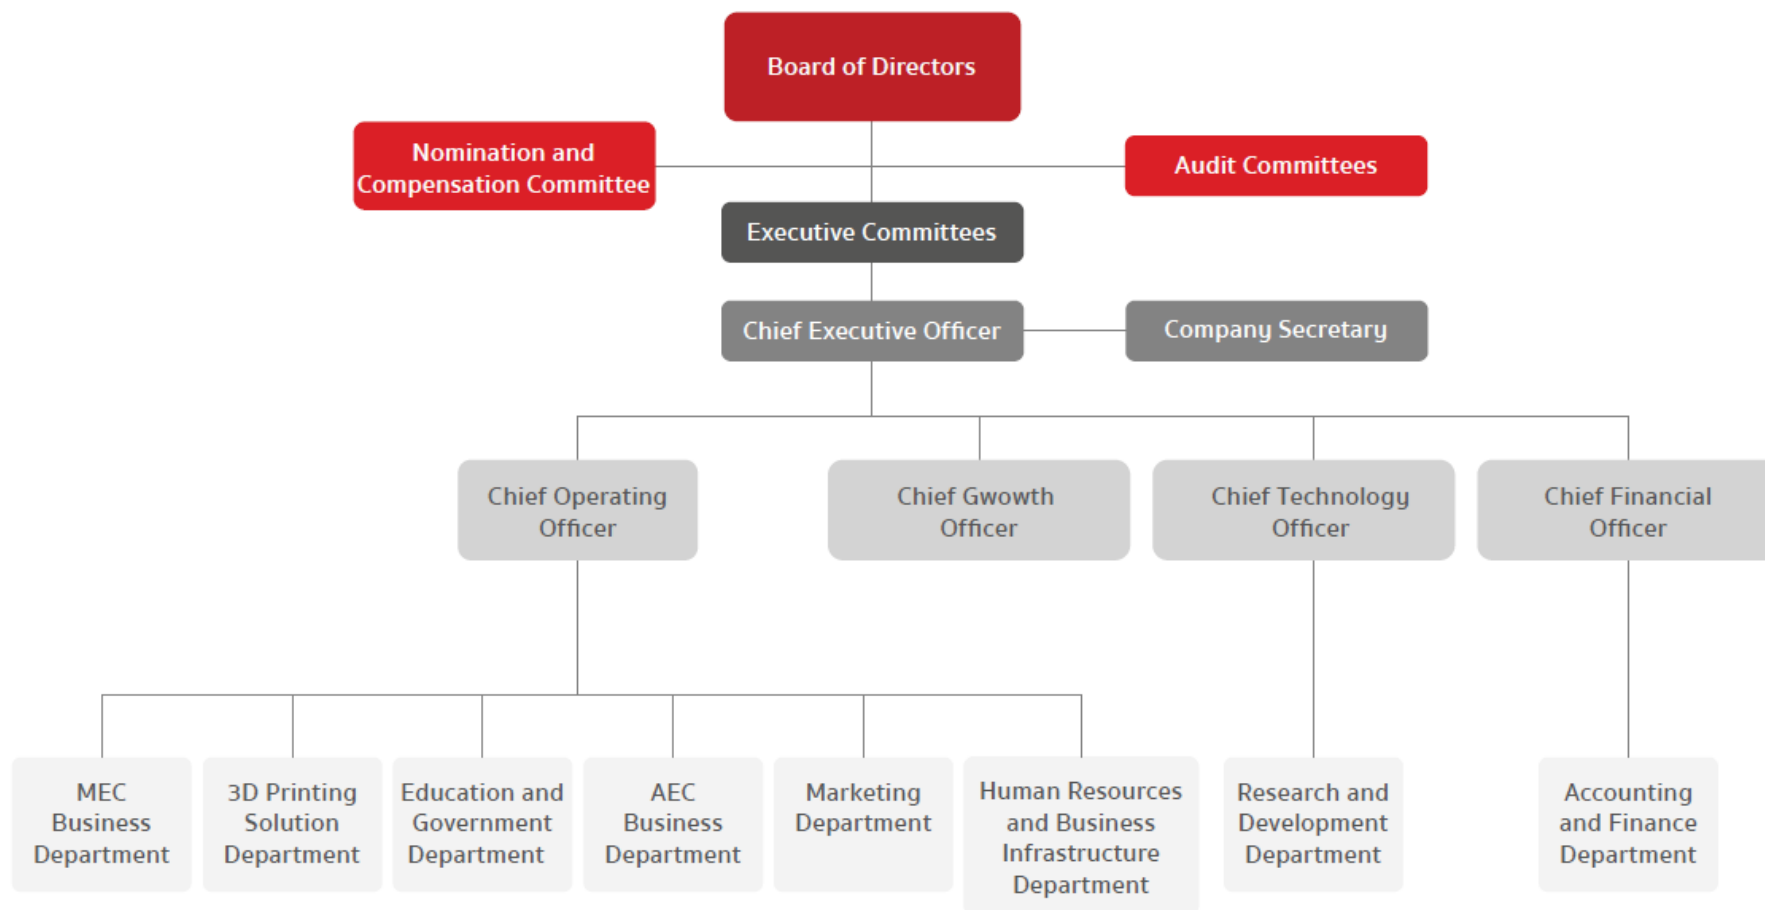 Board of Directors
Nomination and
Compensation Committee
Audit Committees
Executive Committees
Chief Executive Officer
Company Secretary
Chief Operating
Officer
Chief Gwowth
Officer
Chief Technology
Officer
Chief Financial
Officer
MEC
Business
Department
3D Printing
Solution
Department
Education and
Government
Department
AEC
Business
Department
Marketing
Department
Human Resources
and Business
Infrastructure
Department
Research and
Development
Department
Accounting
and Finance
Department